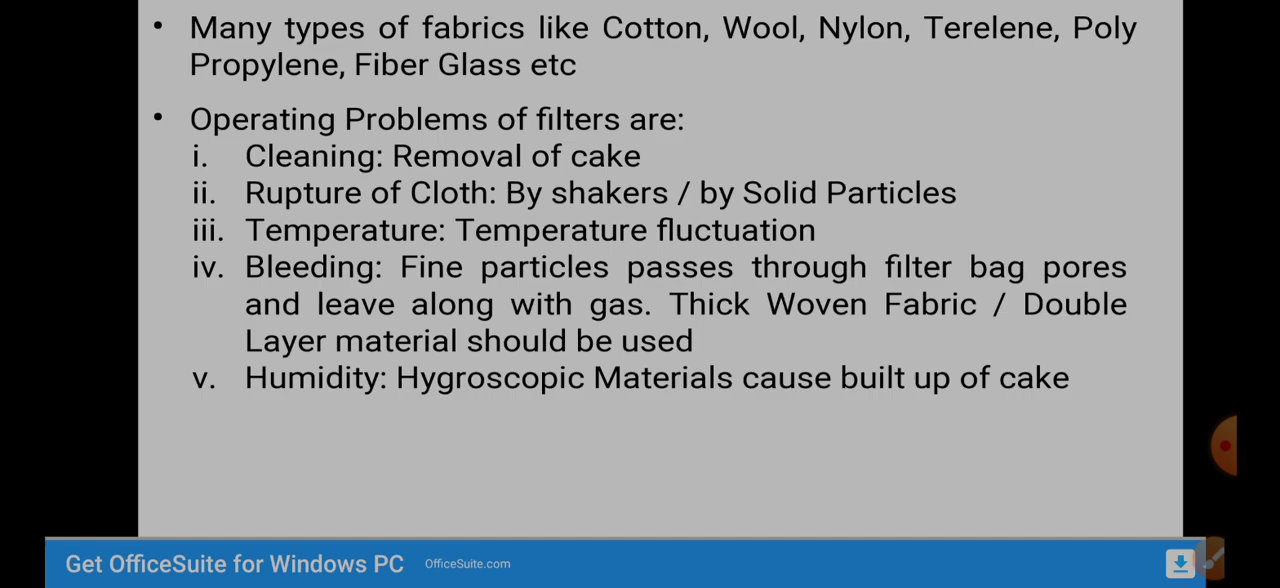 • Many types of fabrics like Cotton, Wool, Nylon, Terelene, Poly
Propylene, Fiber Glass etc
• Operating Problems of filters are:
i. Cleaning: Removal of cake
ii. Rupture of Cloth: By shakers / by Solid Particles
iii. Temperature: Temperature fluctuation
iv. Bleeding: Fine particles passes through filter bag pores
and leave along with gas. Thick Woven Fabric / Double
Layer material should be used
v. Humidity: Hygroscopic Materials cause built up of cake
Get OfficeSuite for Windows PC OfficeSuite.com